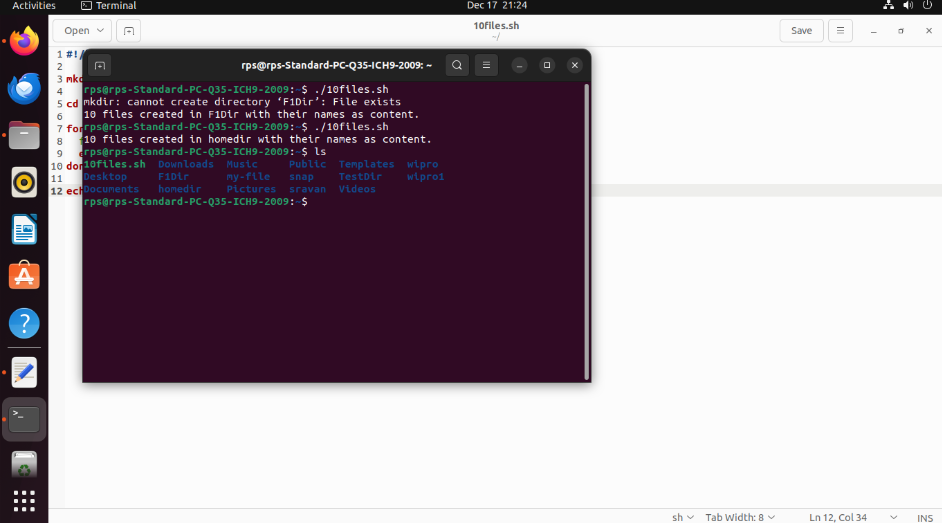 Activities Terminal Dec 17 21:24
Open 10files.sh Save
~/
rps@rps-Standard-PC-Q35-ICH9-2009: ~
1 #!/
2
3 mkd
4
5 cd
6
7 for
8
9 e
10 don
11
12 ech
rps@rps-Standard-PC-Q35-ICH9-2009:~$ ./10files.sh
mkdir: cannot create directory ‘F1Dir’: File exists
10 files created in F1Dir with their names as content.
rps@rps-Standard-PC-Q35-ICH9-2009:~$ ./10files.sh
10 files created in homedir with their names as content.
rps@rps-Standard-PC-Q35-ICH9-2009:~$ ls
10files.sh Downloads Music Public Templates wipro
Desktop F1Dir my-file snap TestDir wipro1
Documents homedir Pictures sravan Videos
rps@rps-Standard-PC-Q35-ICH9-2009:~$
sh Tab Width: 8 Ln 12, Col 34 INS